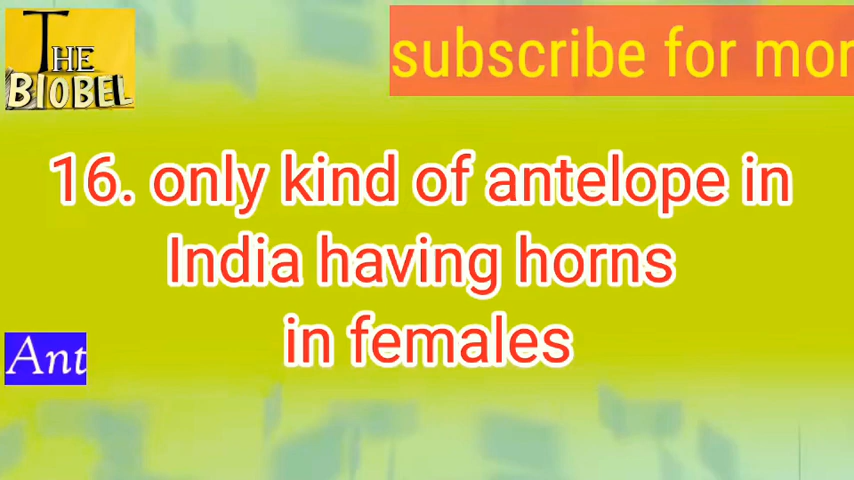 THE
BIOBEL
subscribe for mor
16. only kind of antelope in
India having horns
in females
Ant